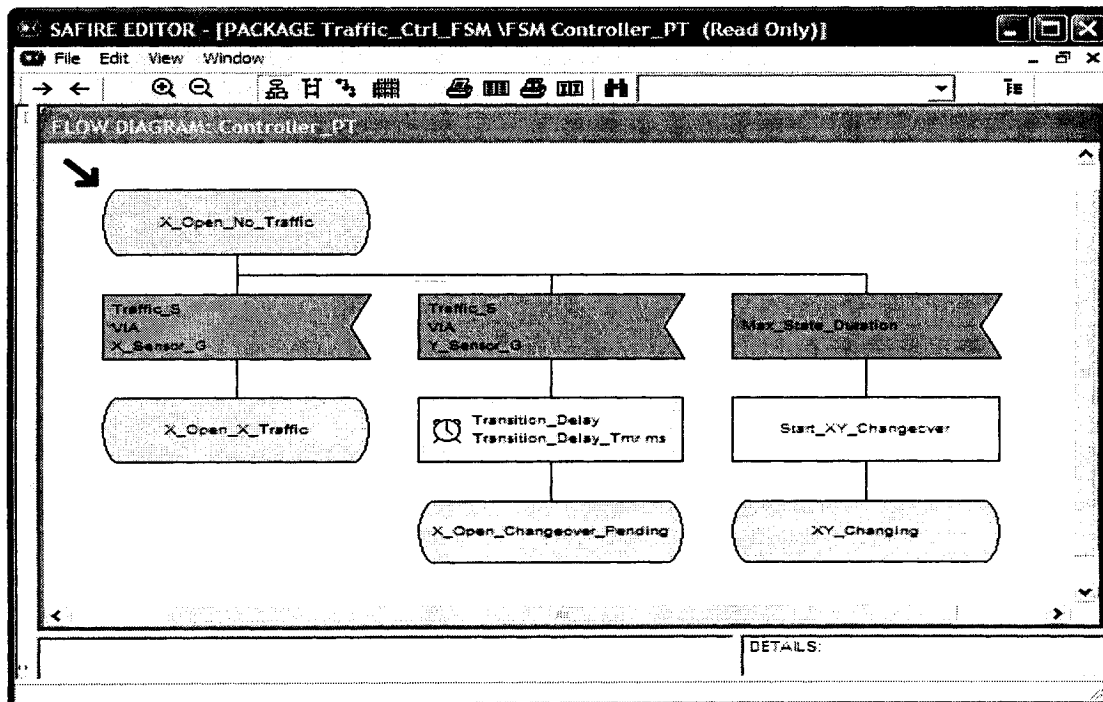 SAFIRE EDITOR - [PACKAGE Traffic_Ctrl_FSM \FSM Controller_PT (Read Only)]
File Edit View Window
FLOW DIAGRAM: Controller_PT
X_Open_No_Traffic
Traffic_S
VIA
X_Sensor_G
Traffic_S
VIA
Y_Sensor_G
Max_State_Duration
X_Open_X_Traffic
Transition_Delay
Transition_Delay_Tmr ms
Start_XY_Changeover
X_Open_Changeover_Pending
XY_Changing
DETAILS: